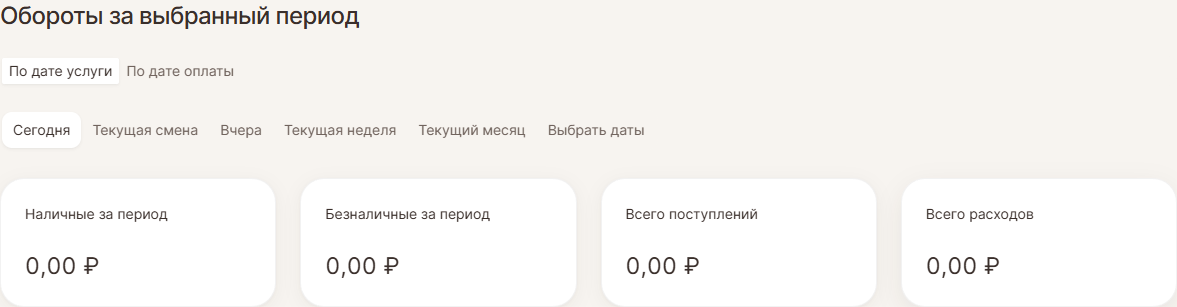 Обороты за выбранный период
По дате услуги По дате оплаты
Сегодня Текущая смена Вчера Текущая неделя Текущий месяц Выбрать даты
Наличные за период Безналичные за период Всего поступлений Всего расходов
0,00 ₽ 0,00 ₽ 0,00 ₽ 0,00 ₽